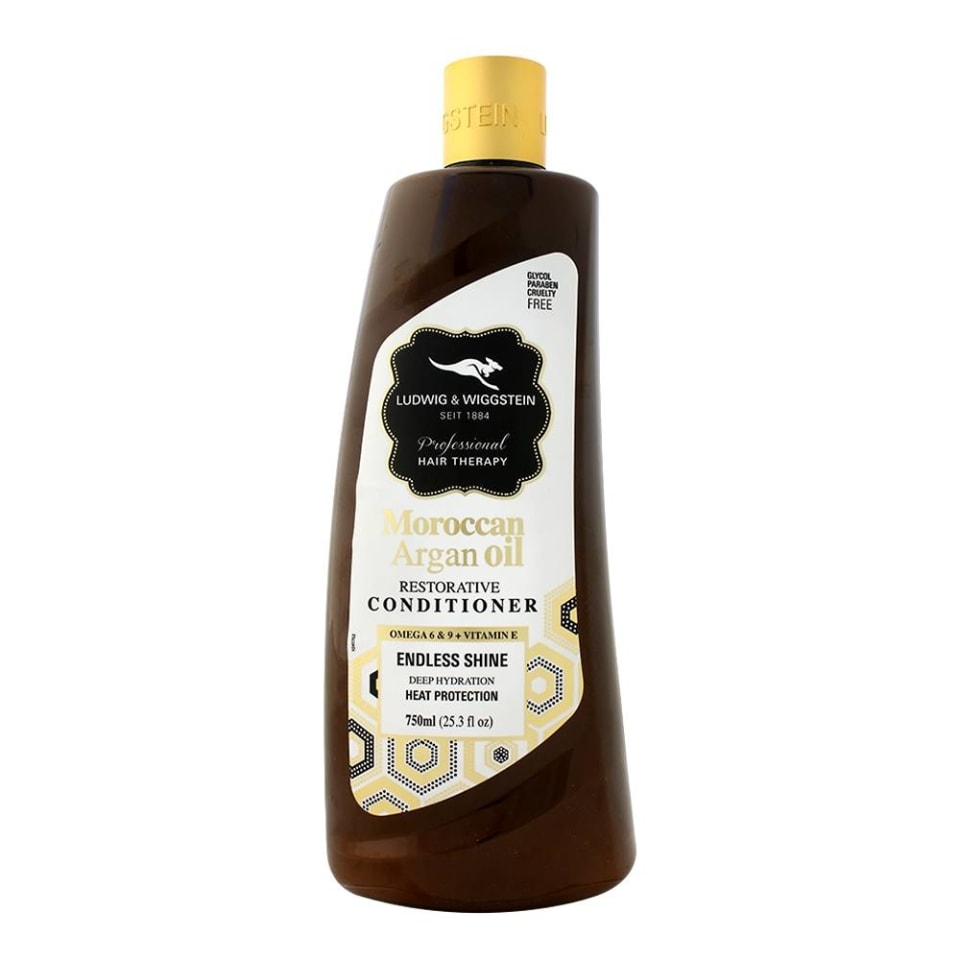 GSTEIN
GLYCOL
PARABEN
CRUELTY
FREE
LUDWIG & WIGGSTEIN
SEIT 1884
Professional
HAIR THERAPY
Moroccan
Argan oil
RESTORATIVE
CONDITIONER
OMEGA 6 & 9 + VITAMIN E
ENDLESS SHINE
DEEP HYDRATION
HEAT PROTECTION
750ml (25.3 fl oz)